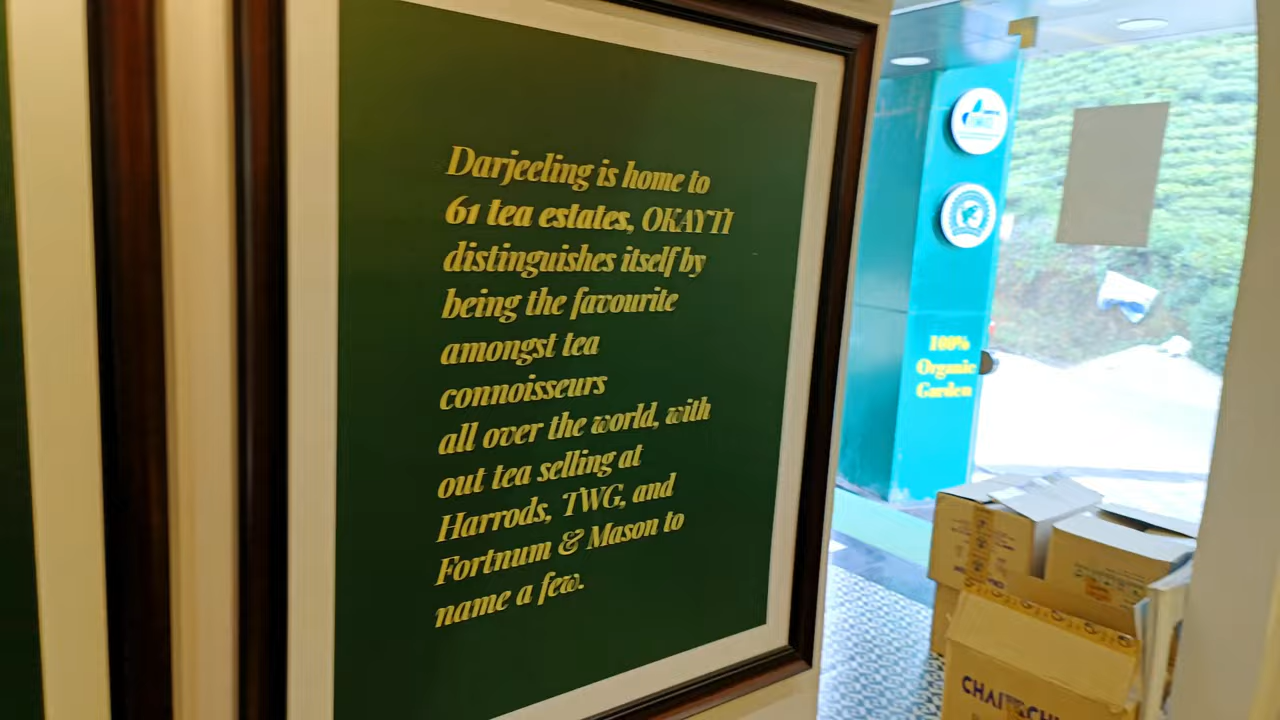 Darjeeling is home to
61 tea estates, OKAYTI
distinguishes itself by
being the favourite
amongst tea
connoisseurs
all over the world, with
out tea selling at
Harrods, TWG, and
Fortnum & Mason to
name a few.
100%
Organic
Garden